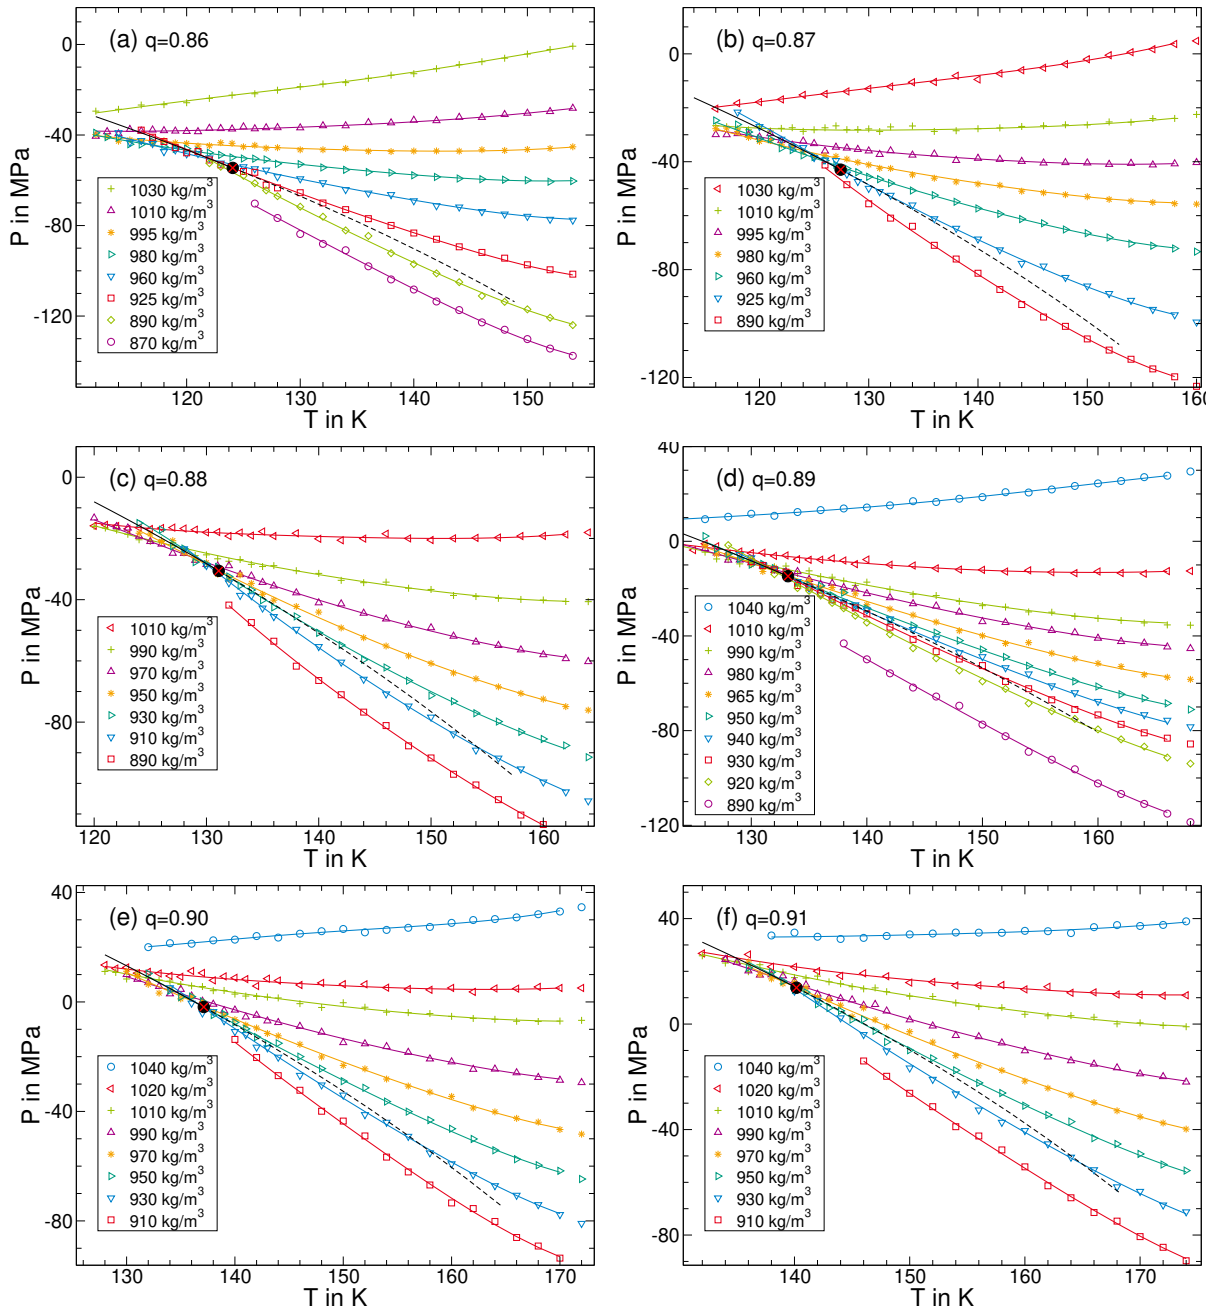 (a) q=0.86
0
-40
-80
-120
P in MPa
1030 kg/m³
1010 kg/m³
995 kg/m³
980 kg/m³
960 kg/m³
925 kg/m³
890 kg/m³
870 kg/m³
120 130 140 150
T in K
(b) q=0.87
0
-40
-80
-120
P in MPa
1030 kg/m³
1010 kg/m³
995 kg/m³
980 kg/m³
960 kg/m³
925 kg/m³
890 kg/m³
120 130 140 150 160
T in K
(c) q=0.88
0
-40
-80
P in MPa
1010 kg/m³
990 kg/m³
970 kg/m³
950 kg/m³
930 kg/m³
910 kg/m³
890 kg/m³
120 130 140 150 160
T in K
(d) q=0.89
40
0
-40
-80
-120
P in MPa
1040 kg/m³
1010 kg/m³
990 kg/m³
980 kg/m³
965 kg/m³
950 kg/m³
940 kg/m³
930 kg/m³
920 kg/m³
890 kg/m³
130 140 150 160
T in K
(e) q=0.90
40
0
-40
-80
P in MPa
1040 kg/m³
1020 kg/m³
1010 kg/m³
990 kg/m³
970 kg/m³
950 kg/m³
930 kg/m³
910 kg/m³
130 140 150 160 170
T in K
(f) q=0.91
40
0
-40
-80
P in MPa
1040 kg/m³
1020 kg/m³
1010 kg/m³
990 kg/m³
970 kg/m³
950 kg/m³
930 kg/m³
910 kg/m³
140 150 160 170
T in K